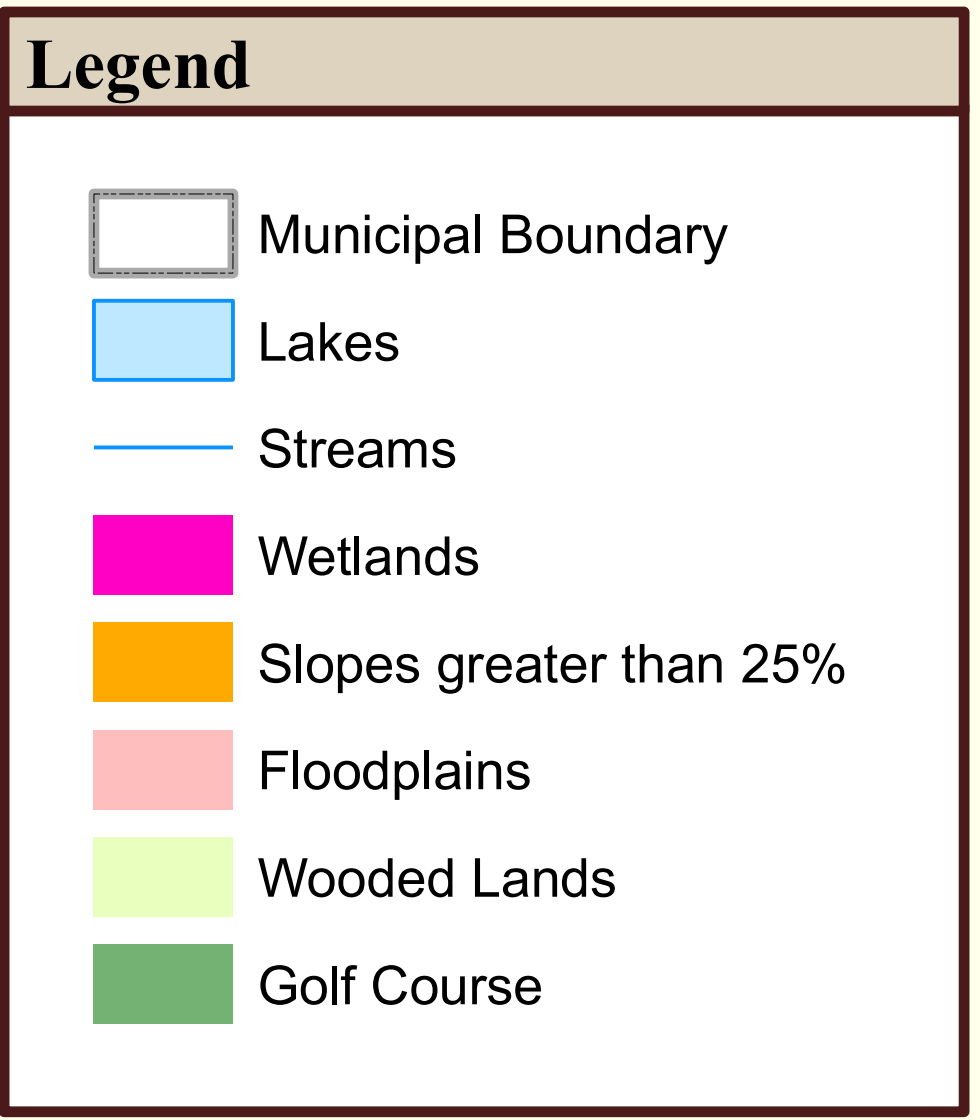 Legend
Municipal Boundary
Lakes
Streams
Wetlands
Slopes greater than 25%
Floodplains
Wooded Lands
Golf Course